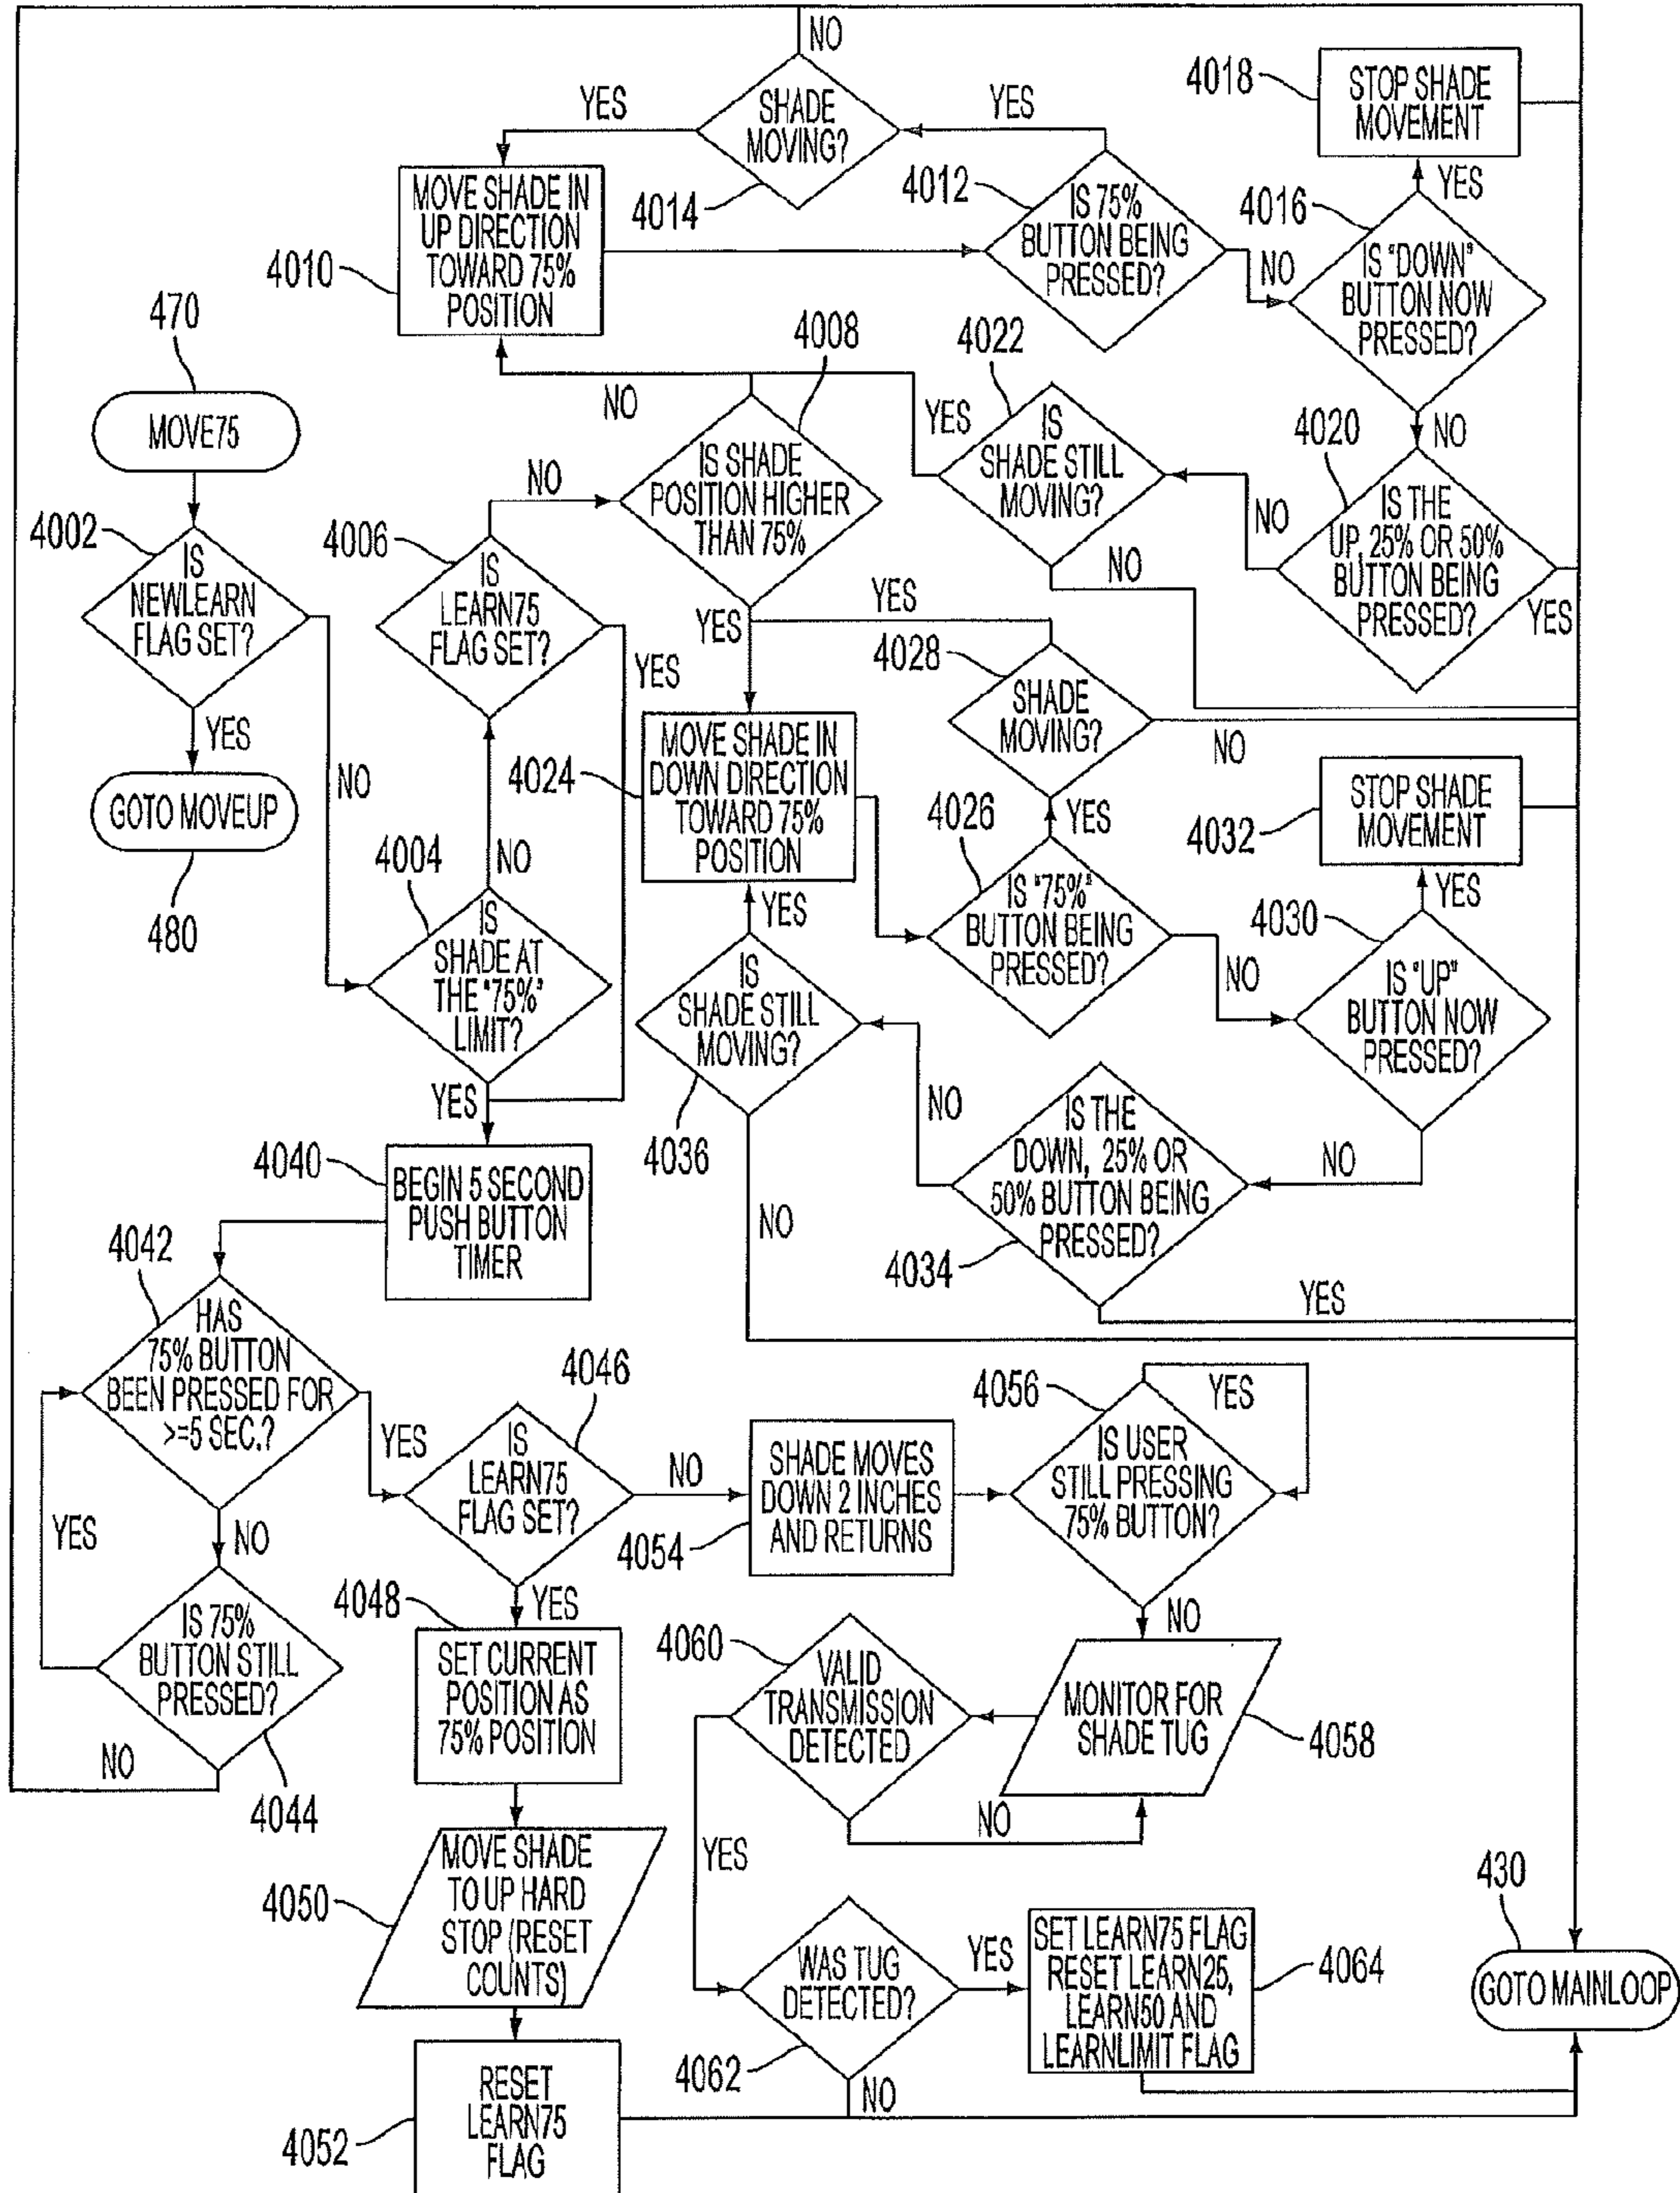 NO
4018
STOP SHADE
MOVEMENT
YES
SHADE
MOVING?
4014
YES
4012
IS 75%
BUTTON BEING
PRESSED?
NO
4016
YES
IS "DOWN"
BUTTON NOW
PRESSED?
NO
MOVE SHADE IN
UP DIRECTION
TOWARD 75%
POSITION
4010
470
MOVE75
4002
IS
NEWLEARN
FLAG SET?
YES
GOTO MOVEUP
480
NO
4006
IS
LEARN75
FLAG SET?
NO
YES
4008
NO
IS SHADE
POSITION HIGHER
THAN 75%
YES
4022
YES
IS
SHADE STILL
MOVING?
NO
4020
NO
IS THE
UP, 25% OR 50%
BUTTON BEING
PRESSED?
YES
4004
NO
IS
SHADE AT
THE "75%"
LIMIT?
YES
4024
MOVE SHADE IN
DOWN DIRECTION
TOWARD 75%
POSITION
YES
4028
YES
SHADE
MOVING?
NO
4026
YES
IS "75%"
BUTTON BEING
PRESSED?
NO
4032
STOP SHADE
MOVEMENT
YES
4030
IS "UP"
BUTTON NOW
PRESSED?
NO
IS
SHADE STILL
MOVING?
4036
NO
NO
IS THE
DOWN, 25% OR
50% BUTTON BEING
PRESSED?
4034
YES
4040
BEGIN 5 SECOND
PUSH BUTTON
TIMER
4042
HAS
75% BUTTON
BEEN PRESSED FOR
>=5 SEC.?
YES
NO
YES
IS 75%
BUTTON STILL
PRESSED?
NO
4044
4046
IS
LEARN75
FLAG SET?
NO
YES
4048
SET CURRENT
POSITION AS
75% POSITION
4050
MOVE SHADE
TO UP HARD
STOP (RESET
COUNTS)
4052
RESET
LEARN75
FLAG
SHADE MOVES
DOWN 2 INCHES
AND RETURNS
4054
4056
YES
IS USER
STILL PRESSING
75% BUTTON?
NO
MONITOR FOR
SHADE TUG
4058
4060
VALID
TRANSMISSION
DETECTED
NO
YES
WAS TUG
DETECTED?
4062
YES
NO
SET LEARN75 FLAG
RESET LEARN25,
LEARN50 AND
LEARNLIMIT FLAG
4064
430
GOTO MAINLOOP